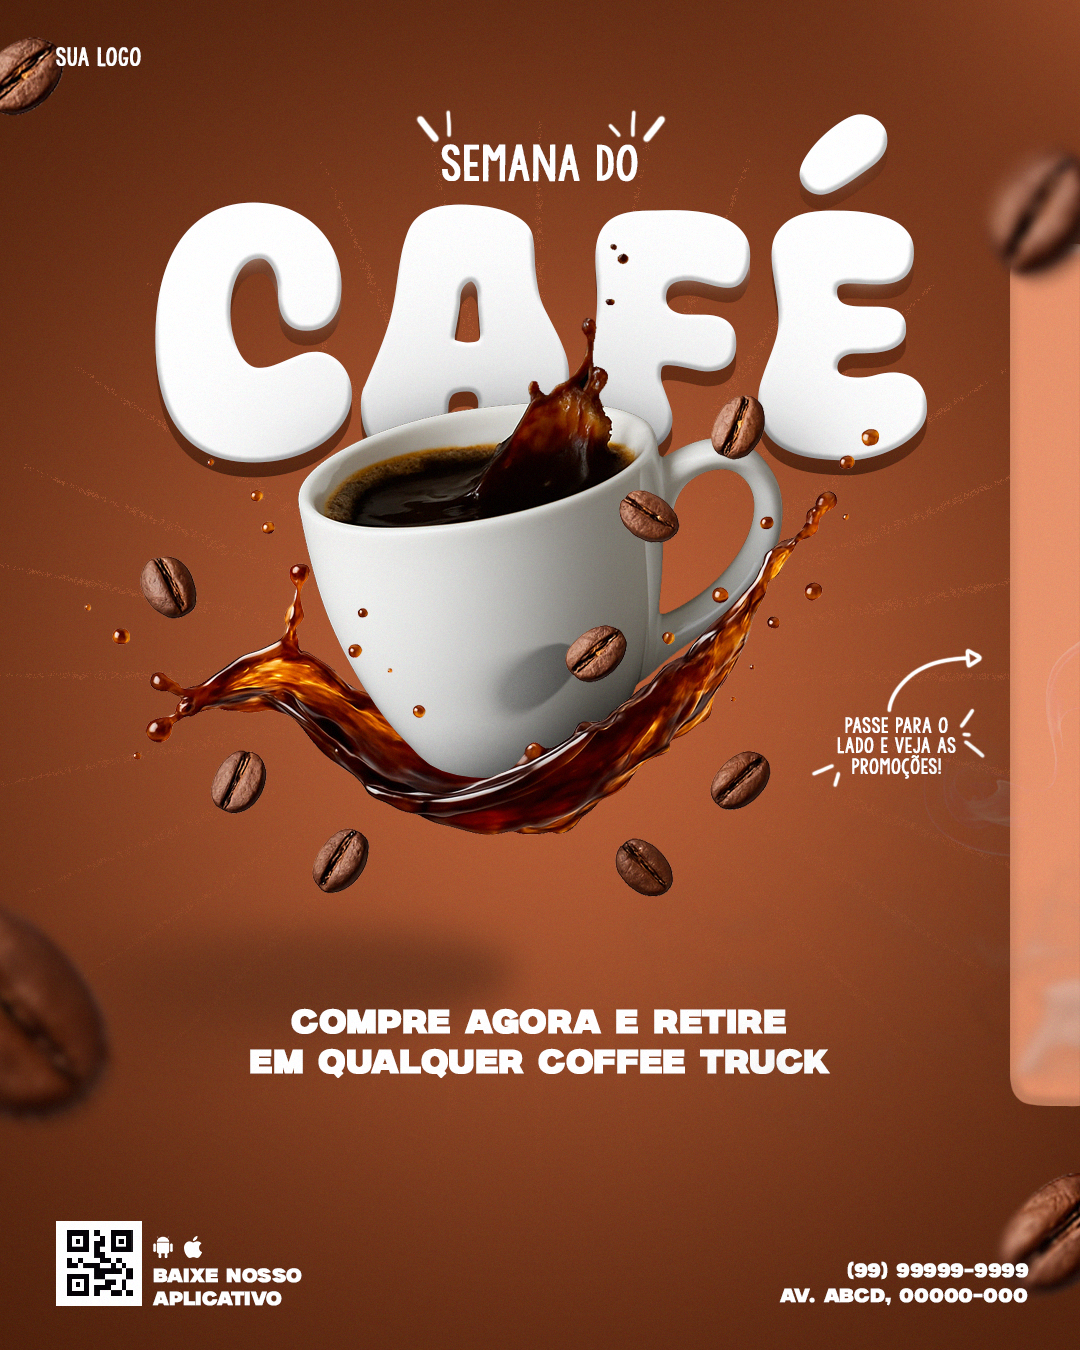 SUA LOGO
SEMANA DO
CAFÉ
PASSE PARA O
LADO E VEJA AS
PROMOÇÕES!
COMPRE AGORA E RETIRE
EM QUALQUER COFFEE TRUCK
BAIXE NOSSO
APLICATIVO
(99) 99999-9999
AV. ABCD, 00000-000